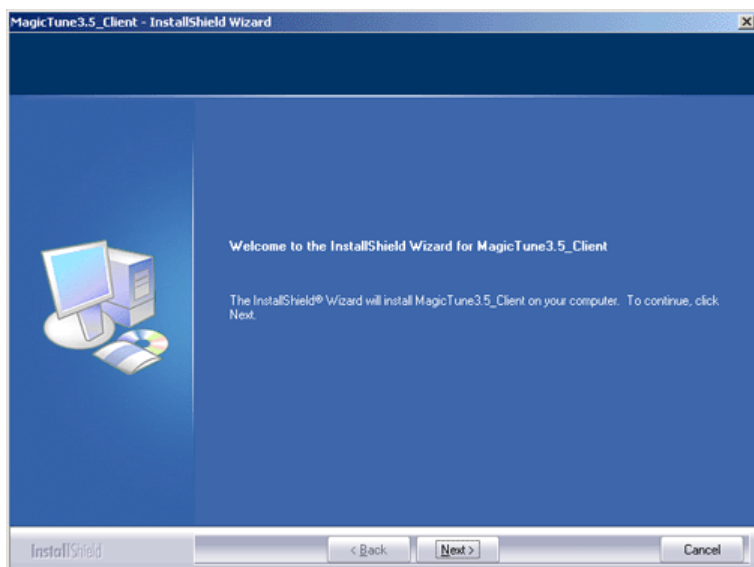 MagicTune3.5_Client - InstallShield Wizard
Welcome to the InstallShield Wizard for MagicTune3.5_Client
The InstallShield® Wizard will install MagicTune3.5_Client on your computer. To continue, click
Next.
InstallShield
< Back
Next >
Cancel